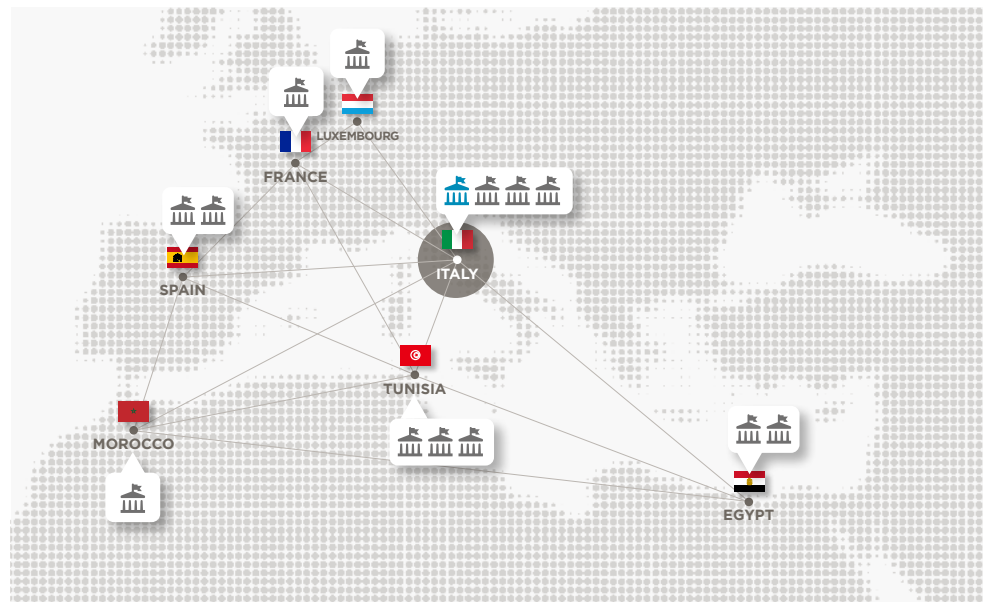 LUXEMBOURG
FRANCE
ITALY
SPAIN
TUNISIA
MOROCCO
EGYPT